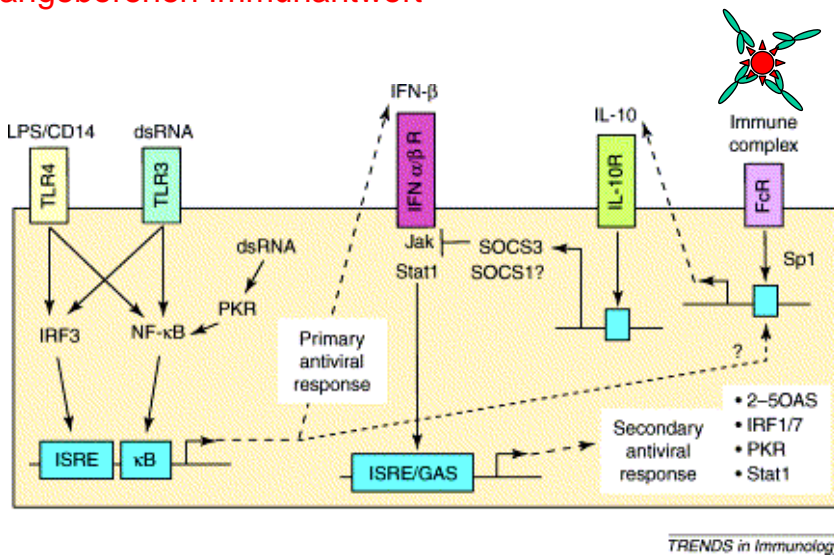 angeborenen Immunantwort
IFN-β
IL-10
Immune
complex
LPS/CD14
dsRNA
TLR4
TLR3
IFN α/β R
IL-10R
FcR
dsRNA
Jak
SOCS3
Stat1
SOCS1?
Sp1
PKR
IRF3
NF-κB
Primary
antiviral
response
?
ISRE
κB
ISRE/GAS
Secondary
antiviral
response
• 2–5OAS
• IRF1/7
• PKR
• Stat1
TRENDS in Immunolog